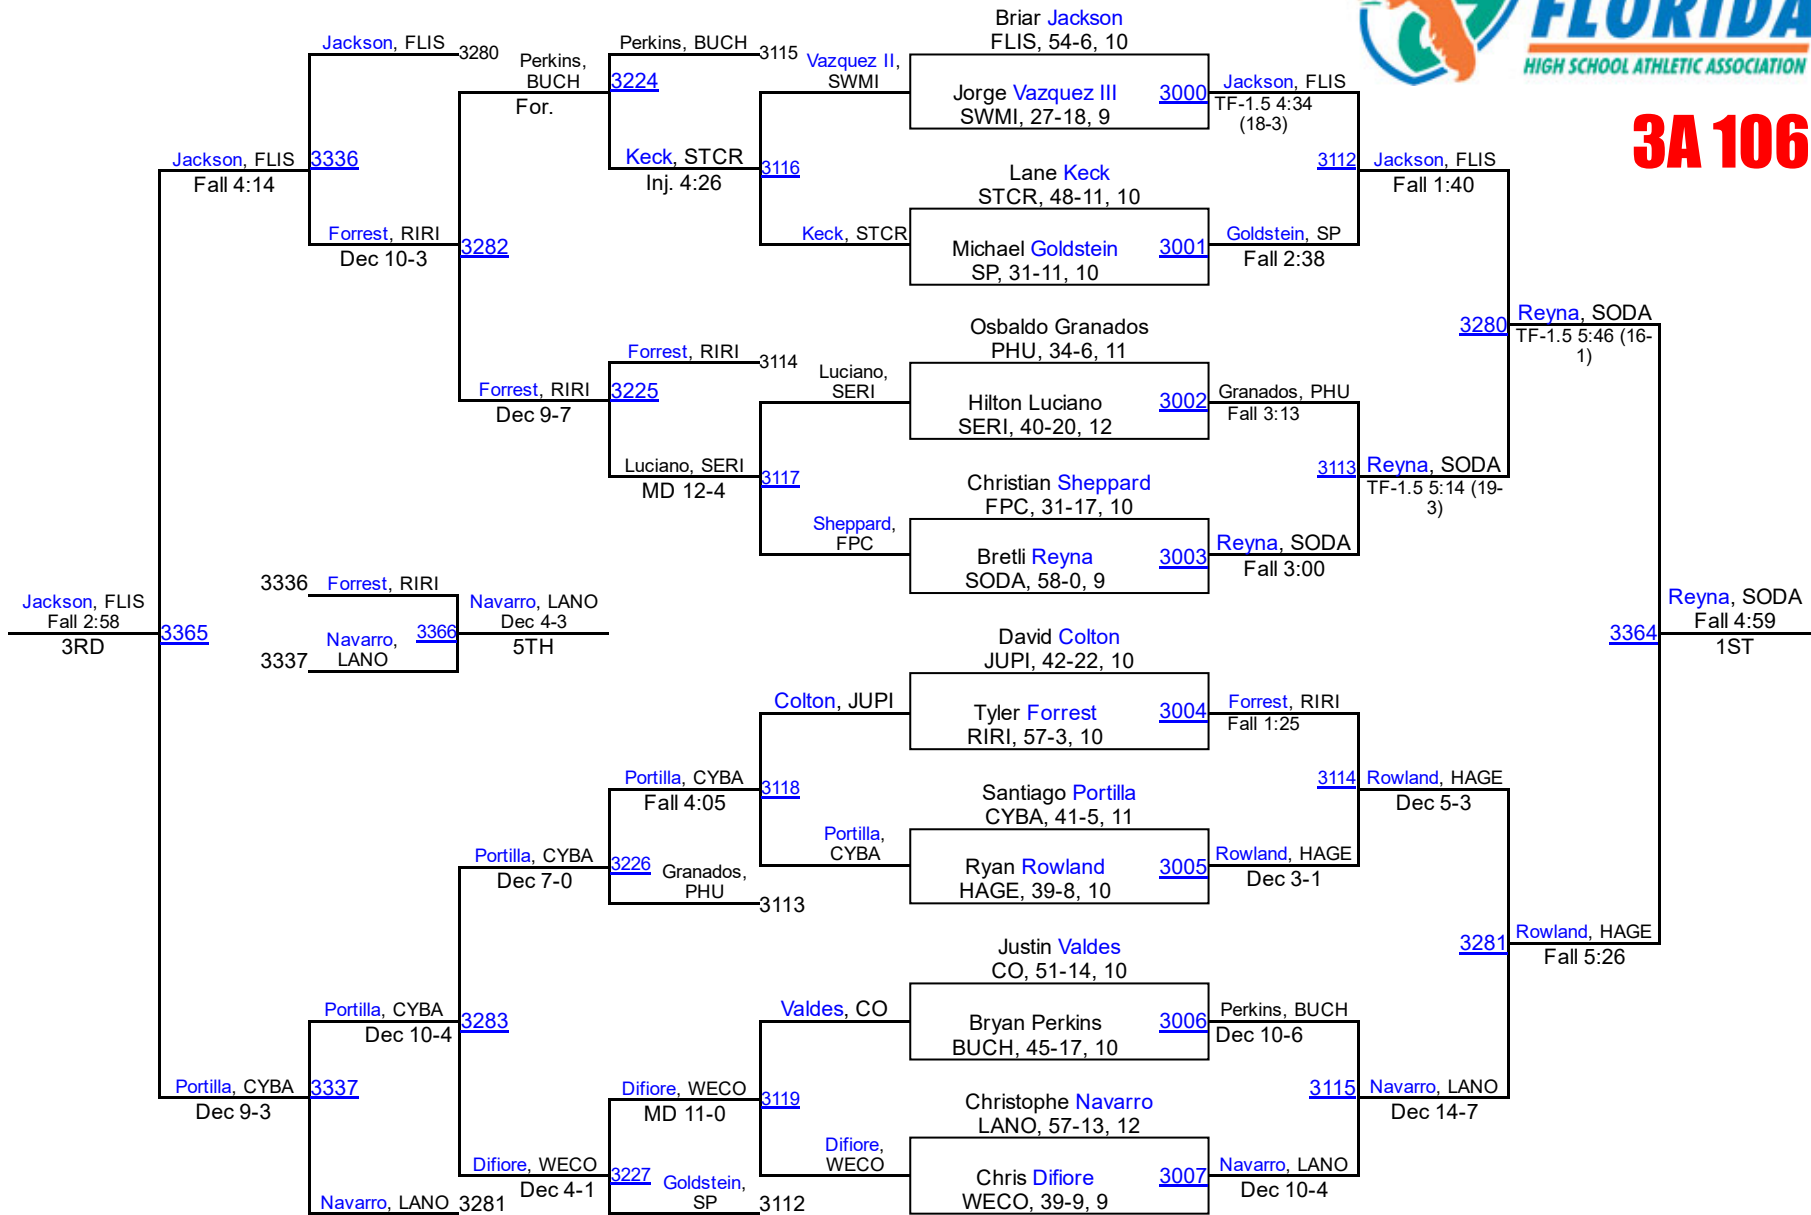 FLORIDA
HIGH SCHOOL ATHLETIC ASSOCIATION
3A 106
Jackson, FLIS
3280
Perkins,
BUCH
For.
Perkins, BUCH
3115
3224
Vazquez II,
SWMI
Briar Jackson
FLIS, 54-6, 10
Jorge Vazquez III
SWMI, 27-18, 9
3000
Jackson, FLIS
TF-1.5 4:34
(18-3)
Jackson, FLIS
Fall 4:14
3336
Keck, STCR
Inj. 4:26
3116
Lane Keck
STCR, 48-11, 10
3112
Jackson, FLIS
Fall 1:40
Forrest, RIRI
Dec 10-3
3282
Keck, STCR
Michael Goldstein
SP, 31-11, 10
3001
Goldstein, SP
Fall 2:38
Osbaldo Granados
PHU, 34-6, 11
3280
Reyna, SODA
TF-1.5 5:46 (16-
1)
Forrest, RIRI
3114
Forrest, RIRI
Dec 9-7
3225
Luciano,
SERI
Hilton Luciano
SERI, 40-20, 12
3002
Granados, PHU
Fall 3:13
Luciano, SERI
MD 12-4
3117
Christian Sheppard
FPC, 31-17, 10
3113
Reyna, SODA
TF-1.5 5:14 (19-
3)
Sheppard,
FPC
Bretli Reyna
SODA, 58-0, 9
3003
Reyna, SODA
Fall 3:00
3336
Forrest, RIRI
Jackson, FLIS
Fall 2:58
3RD
3365
3337
Navarro,
LANO
3366
Navarro, LANO
Dec 4-3
5TH
Reyna, SODA
Fall 4:59
1ST
3364
David Colton
JUPI, 42-22, 10
Colton, JUPI
Tyler Forrest
RIRI, 57-3, 10
3004
Forrest, RIRI
Fall 1:25
Portilla, CYBA
Fall 4:05
3118
Santiago Portilla
CYBA, 41-5, 11
3114
Rowland, HAGE
Dec 5-3
Portilla, CYBA
Dec 7-0
3226
Granados,
PHU
3113
Portilla,
CYBA
Ryan Rowland
HAGE, 39-8, 10
3005
Rowland, HAGE
Dec 3-1
Justin Valdes
CO, 51-14, 10
3281
Rowland, HAGE
Fall 5:26
Portilla, CYBA
Dec 10-4
3283
Valdes, CO
Bryan Perkins
BUCH, 45-17, 10
3006
Perkins, BUCH
Dec 10-6
Portilla, CYBA
Dec 9-3
3337
Difiore, WECO
MD 11-0
3119
Christophe Navarro
LANO, 57-13, 12
3115
Navarro, LANO
Dec 14-7
Difiore, WECO
Dec 4-1
3227
Goldstein,
SP
3112
Difiore,
WECO
Chris Difiore
WECO, 39-9, 9
3007
Navarro, LANO
Dec 10-4
Navarro, LANO
3281